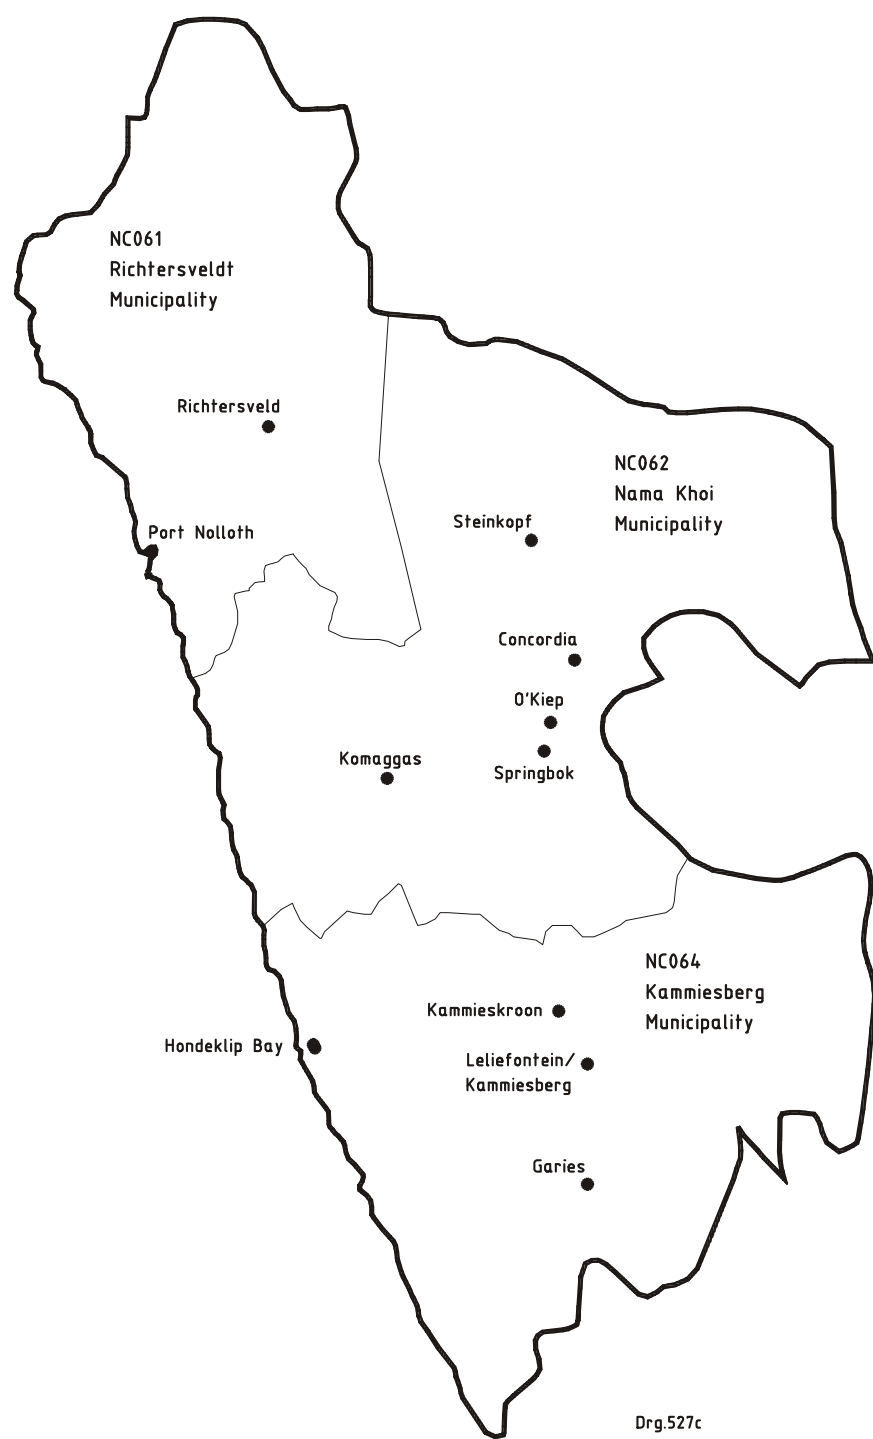 NC061
Richtersveldt
Municipality
Richtersveld
NC062
Nama Khoi
Municipality
Steinkopf
Port Nolloth
Concordia
O'Kiep
Komaggas
Springbok
NC064
Kammiesberg
Municipality
Kammieskroon
Hondeklip Bay
Leliefontein/
Kammiesberg
Garies
Drg.527c